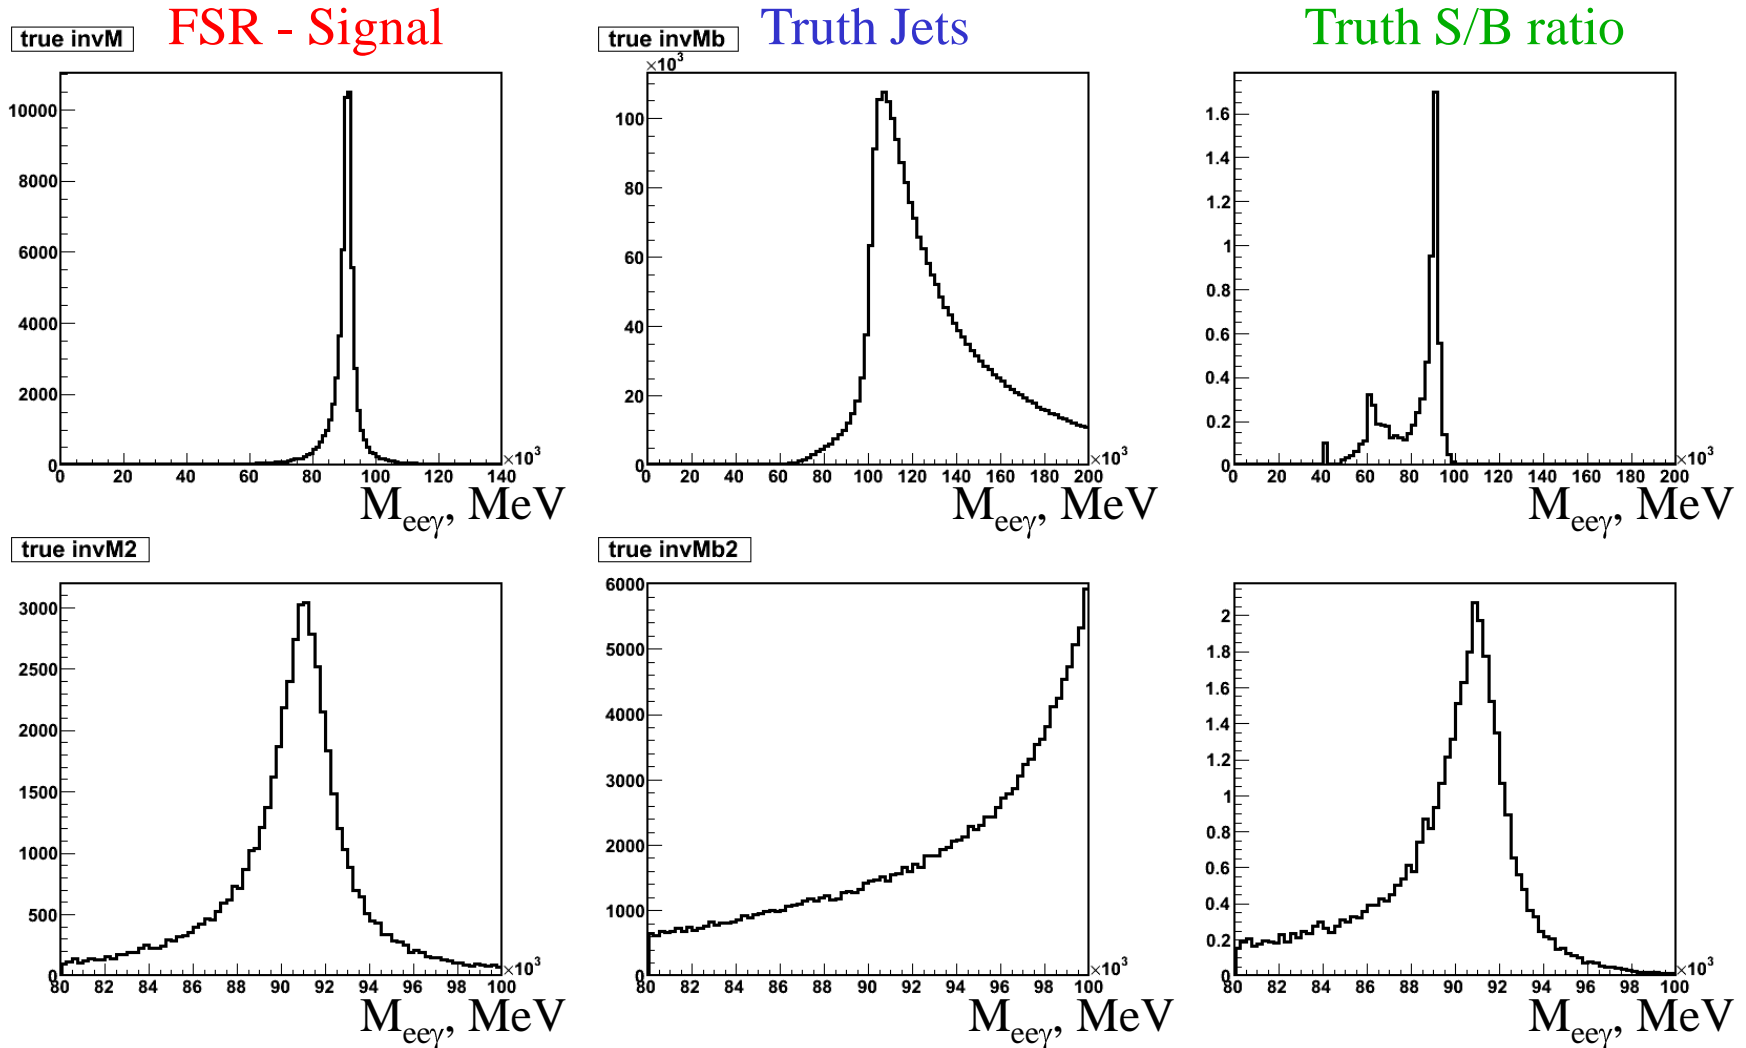 FSR - Signal
Truth Jets
Truth S/B ratio
true invM
true invMb
×10³
10000
8000
6000
4000
2000
0
0 20 40 60 80 100 120 140
×10³
M_eeγ, MeV
100
80
60
40
20
0
0 20 40 60 80 100 120 140 160 180 200
×10³
M_eeγ, MeV
1.6
1.4
1.2
1
0.8
0.6
0.4
0.2
0
0 20 40 60 80 100 120 140 160 180 200
×10³
M_eeγ, MeV
true invM2
true invMb2
3000
2500
2000
1500
1000
500
0
80 82 84 86 88 90 92 94 96 98 100
×10³
M_eeγ, MeV
6000
5000
4000
3000
2000
1000
0
80 82 84 86 88 90 92 94 96 98 100
×10³
M_eeγ, MeV
2
1.8
1.6
1.4
1.2
1
0.8
0.6
0.4
0.2
0
80 82 84 86 88 90 92 94 96 98 100
×10³
M_eeγ, MeV